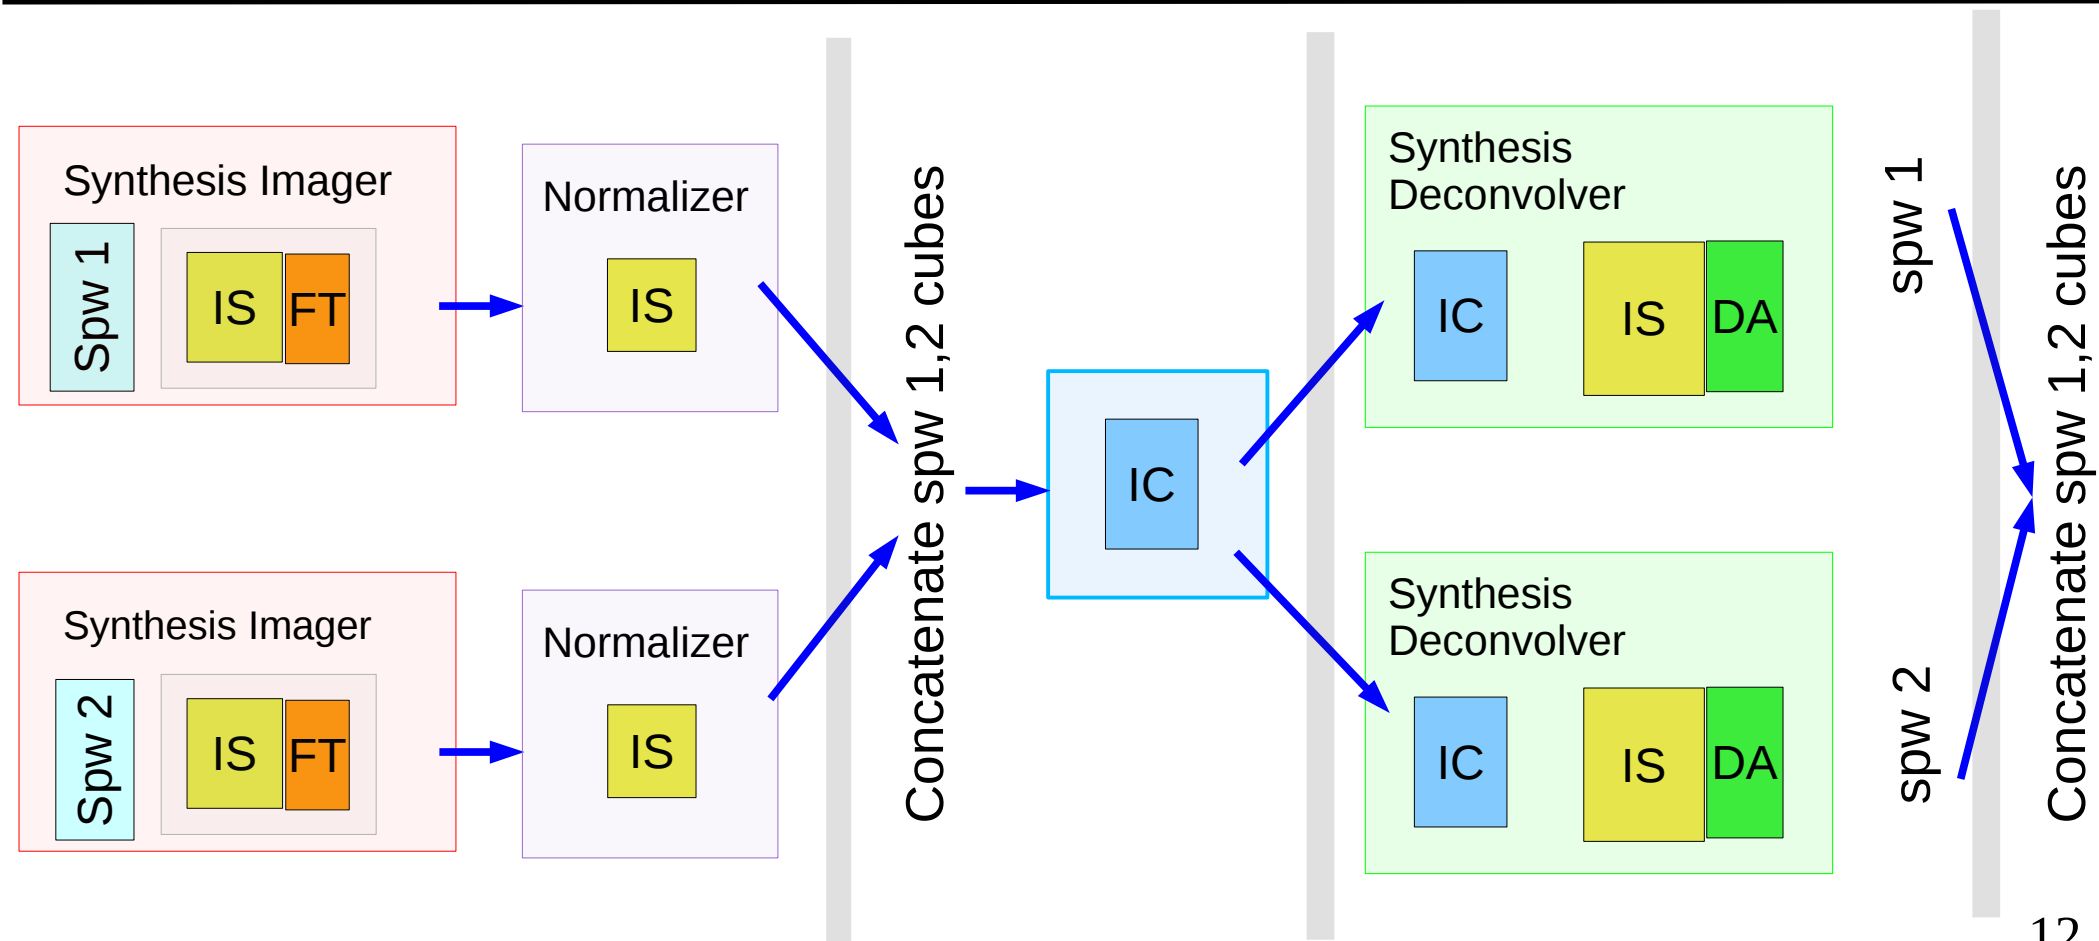 Synthesis Imager
Spw 1
IS
FT
Normalizer
IS
Synthesis Imager
Spw 2
IS
FT
Normalizer
IS
Concatenate spw 1,2 cubes
IC
Synthesis
Deconvolver
IC
IS
DA
spw 1
Synthesis
Deconvolver
IC
IS
DA
spw 2
Concatenate spw 1,2 cubes
12